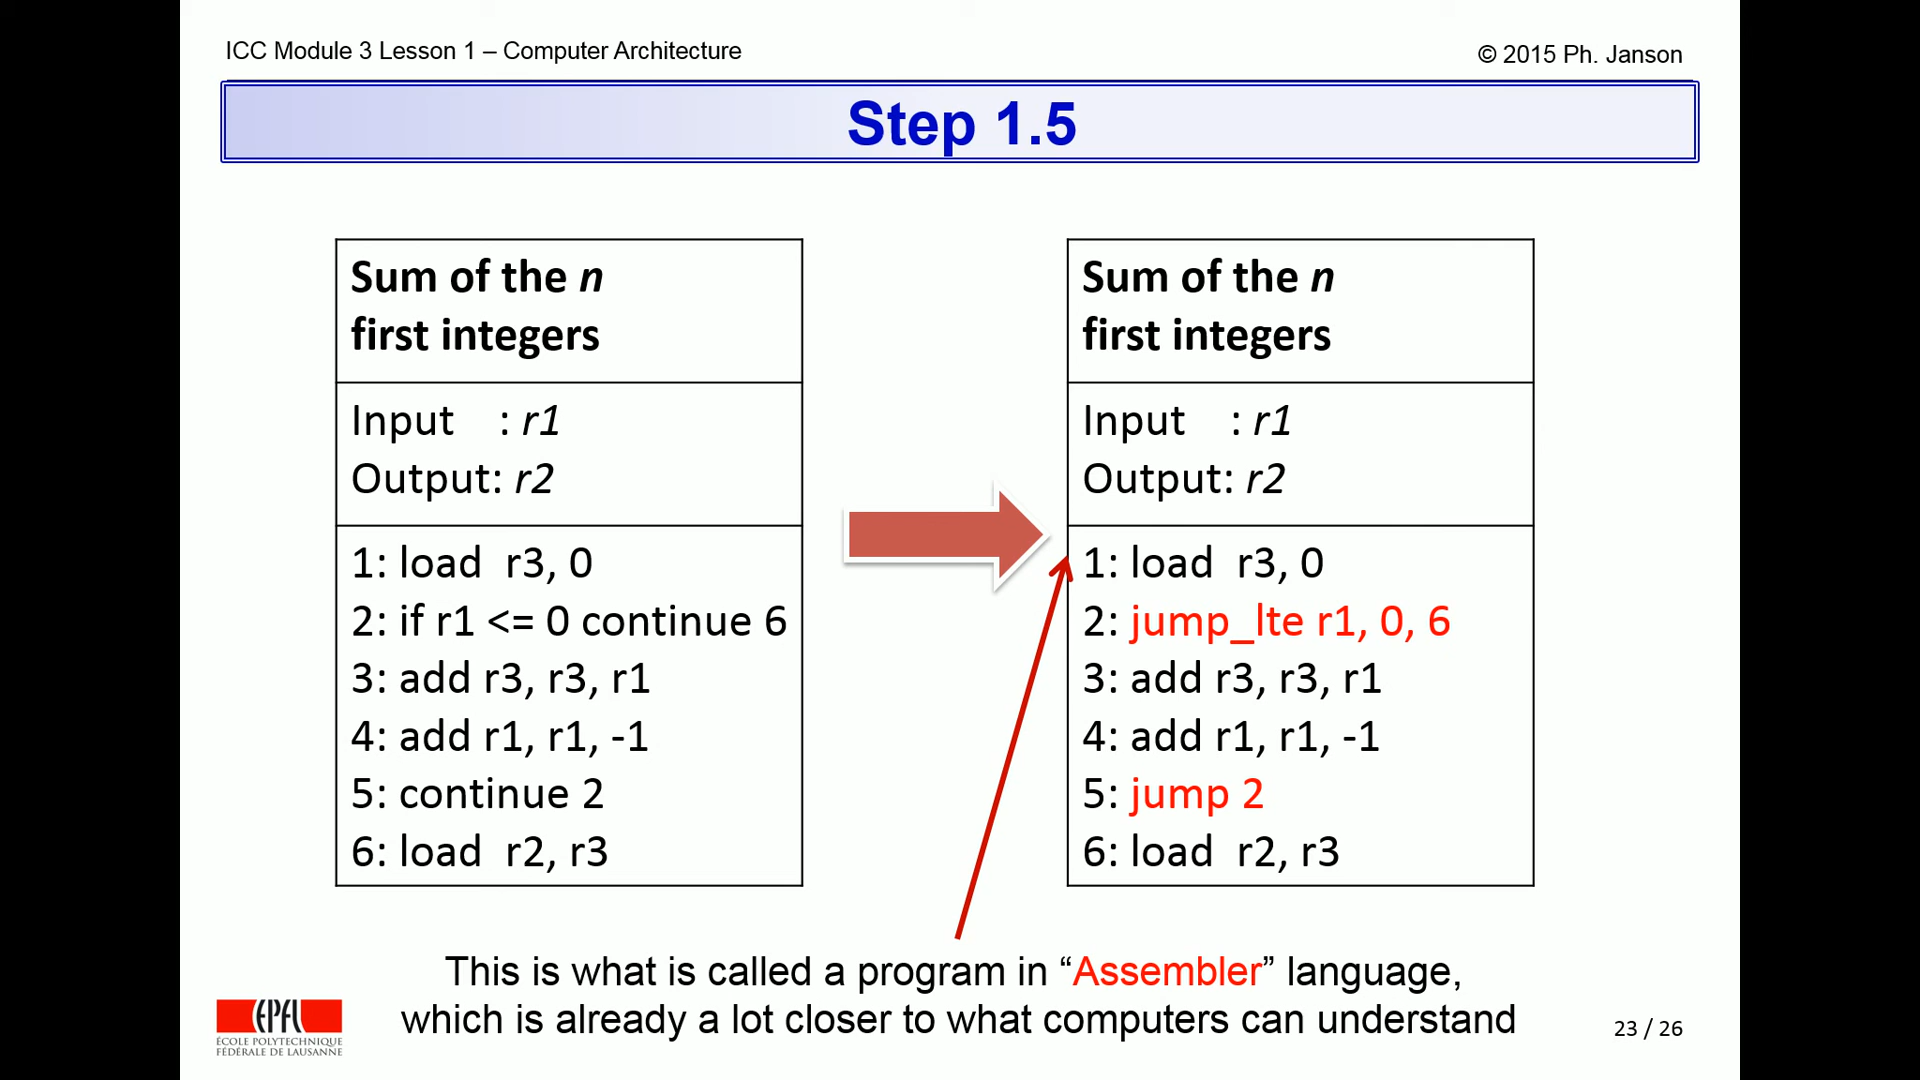 ICC Module 3 Lesson 1 – Computer Architecture
© 2015 Ph. Janson
Step 1.5
Sum of the n
first integers
Input : r1
Output: r2
1: load r3, 0
2: if r1 <= 0 continue 6
3: add r3, r3, r1
4: add r1, r1, -1
5: continue 2
6: load r2, r3
Sum of the n
first integers
Input : r1
Output: r2
1: load r3, 0
2: jump_lte r1, 0, 6
3: add r3, r3, r1
4: add r1, r1, -1
5: jump 2
6: load r2, r3
This is what is called a program in “Assembler” language,
which is already a lot closer to what computers can understand
EPFL
ÉCOLE POLYTECHNIQUE
FÉDÉRALE DE LAUSANNE
23 / 26